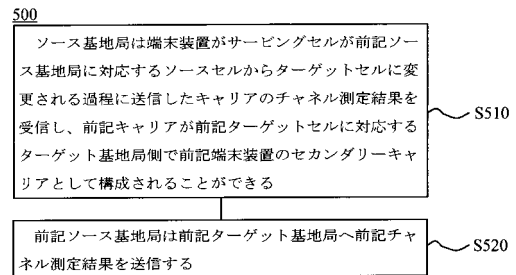 500
ソース基地局は端末装置がサービングセルが前記ソー
ス基地局に対応するソースセルからターゲットセルに変
更される過程に送信したキャリアのチャネル測定結果を
受信し、前記キャリアが前記ターゲットセルに対応する
ターゲット基地局側で前記端末装置のセカンダリーキャ
リアとして構成されることができる
S510
前記ソース基地局は前記ターゲット基地局へ前記チャ
ネル測定結果を送信する
S520